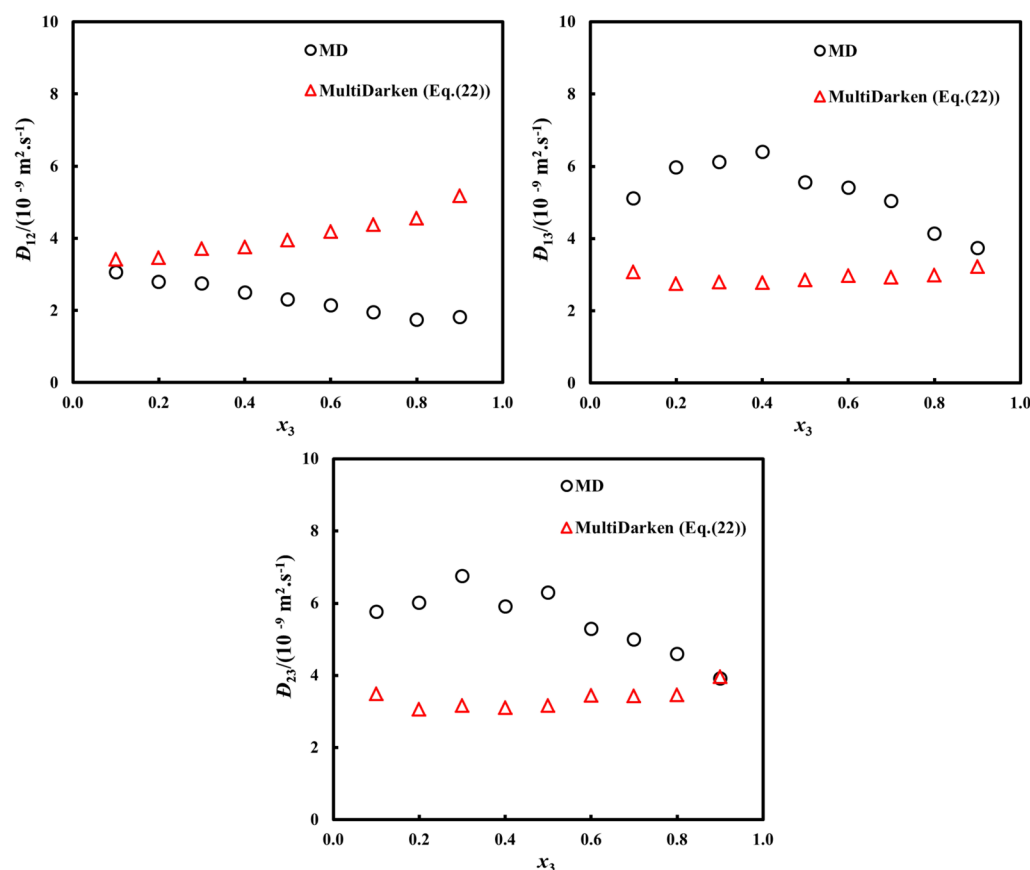 10
MD
8
MultiDarken (Eq.(22))
6
Đ12/(10 -9 m2.s-1)
4
2
0
0.0 0.2 0.4 0.6 0.8 1.0
x3
10
MD
8
MultiDarken (Eq.(22))
6
Đ13/(10 -9 m2.s-1)
4
2
0
0.0 0.2 0.4 0.6 0.8 1.0
x3
10
MD
8
MultiDarken (Eq.(22))
6
Đ23/(10 -9 m2.s-1)
4
2
0
0.0 0.2 0.4 0.6 0.8 1.0
x3